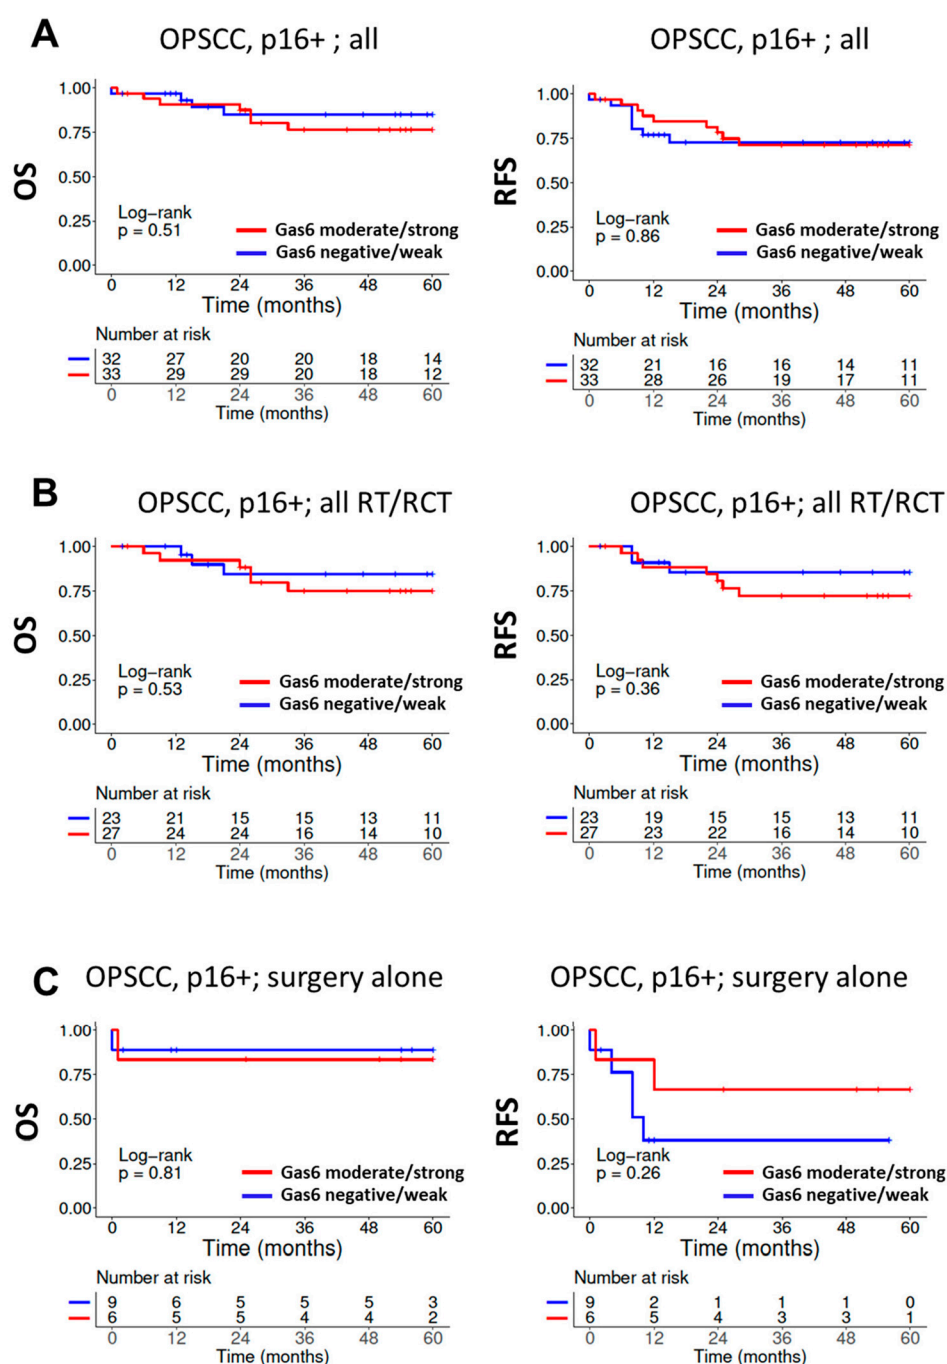 A
OPSCC, p16+ ; all
OS
1.00
0.75
0.50
0.25
0.00
Log−rank
p = 0.51
Gas6 moderate/strong
Gas6 negative/weak
0 12 24 36 48 60
Time (months)
Number at risk
32 27 20 20 18 14
33 29 29 20 18 12
0 12 24 36 48 60
Time (months)
OPSCC, p16+ ; all
RFS
1.00
0.75
0.50
0.25
0.00
Log−rank
p = 0.86
Gas6 moderate/strong
Gas6 negative/weak
0 12 24 36 48 60
Time (months)
Number at risk
32 21 16 16 14 11
33 28 26 19 17 11
0 12 24 36 48 60
Time (months)
B
OPSCC, p16+; all RT/RCT
OS
1.00
0.75
0.50
0.25
0.00
Log−rank
p = 0.53
Gas6 moderate/strong
Gas6 negative/weak
0 12 24 36 48 60
Time (months)
Number at risk
23 21 15 15 13 11
27 24 24 16 14 10
0 12 24 36 48 60
Time (months)
OPSCC, p16+; all RT/RCT
RFS
1.00
0.75
0.50
0.25
0.00
Log−rank
p = 0.36
Gas6 moderate/strong
Gas6 negative/weak
0 12 24 36 48 60
Time (months)
Number at risk
23 19 15 15 13 11
27 23 22 16 14 10
0 12 24 36 48 60
Time (months)
C
OPSCC, p16+; surgery alone
OS
1.00
0.75
0.50
0.25
0.00
Log−rank
p = 0.81
Gas6 moderate/strong
Gas6 negative/weak
0 12 24 36 48 60
Time (months)
Number at risk
9 6 5 5 5 3
6 5 5 4 4 2
0 12 24 36 48 60
Time (months)
OPSCC, p16+; surgery alone
RFS
1.00
0.75
0.50
0.25
0.00
Log−rank
p = 0.26
Gas6 moderate/strong
Gas6 negative/weak
0 12 24 36 48 60
Time (months)
Number at risk
9 2 1 1 1 0
6 5 4 3 3 1
0 12 24 36 48 60
Time (months)